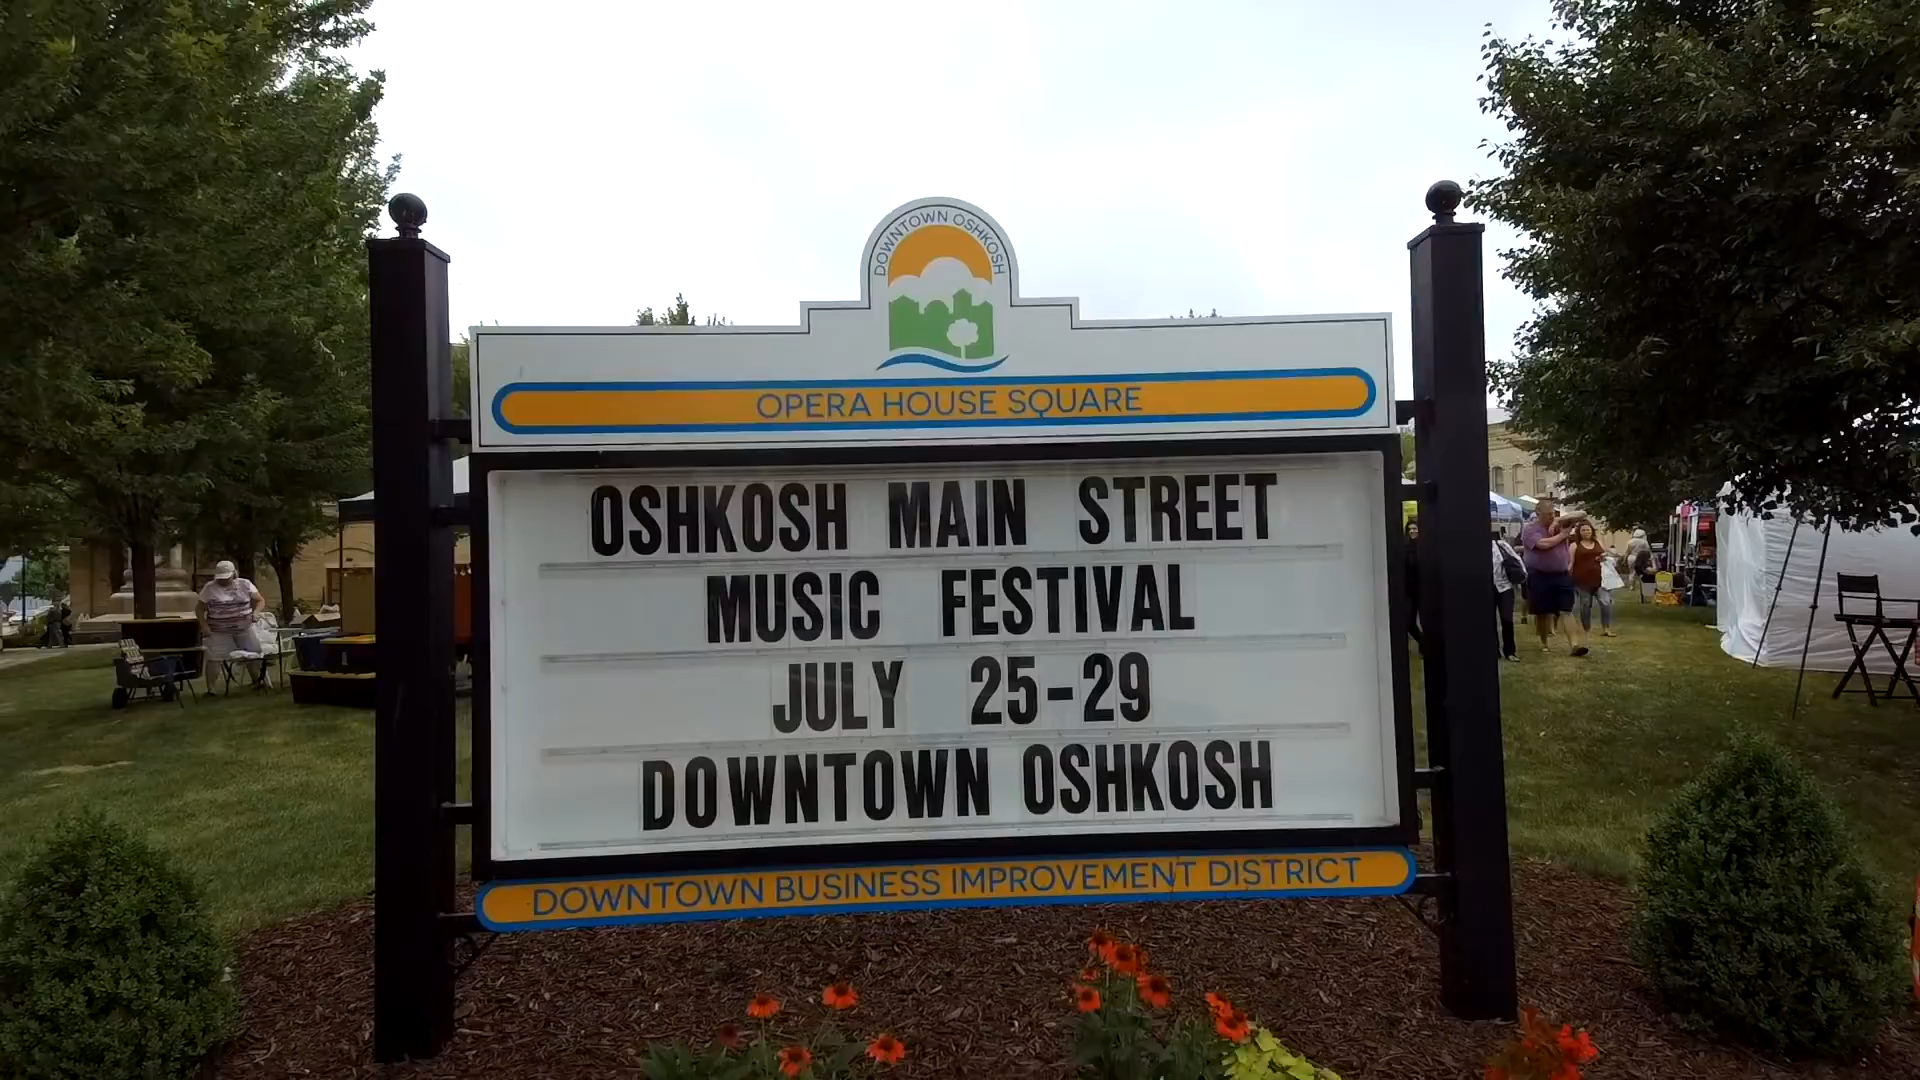 DOWNTOWN OSHKOSH
OPERA HOUSE SQUARE
OSHKOSH MAIN STREET
MUSIC FESTIVAL
JULY 25-29
DOWNTOWN OSHKOSH
DOWNTOWN BUSINESS IMPROVEMENT DISTRICT